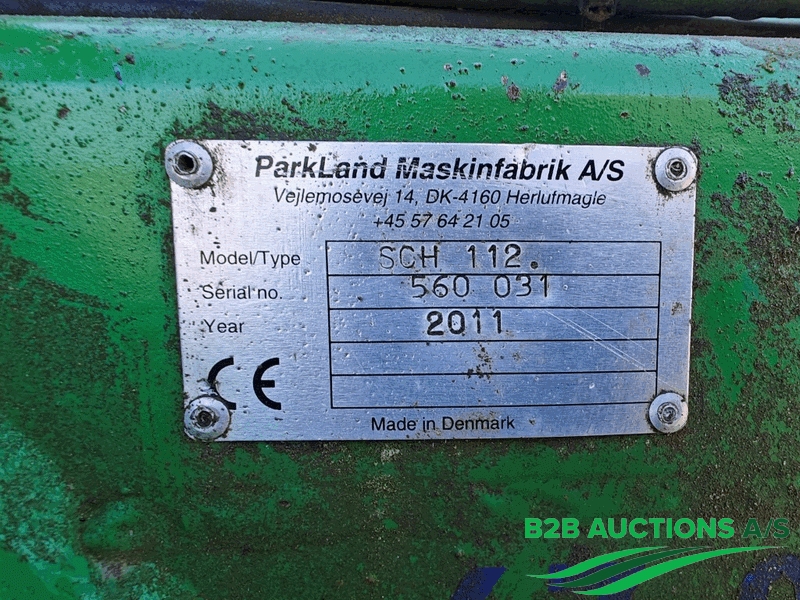 ParkLand Maskinfabrik A/S
Vejlemosevej 14, DK-4160 Herlufmagle
+45 57 64 21 05
Model/Type SCH 112.
Serial no. 560 031
Year 2011
CE
Made in Denmark
B2B AUCTIONS A/S